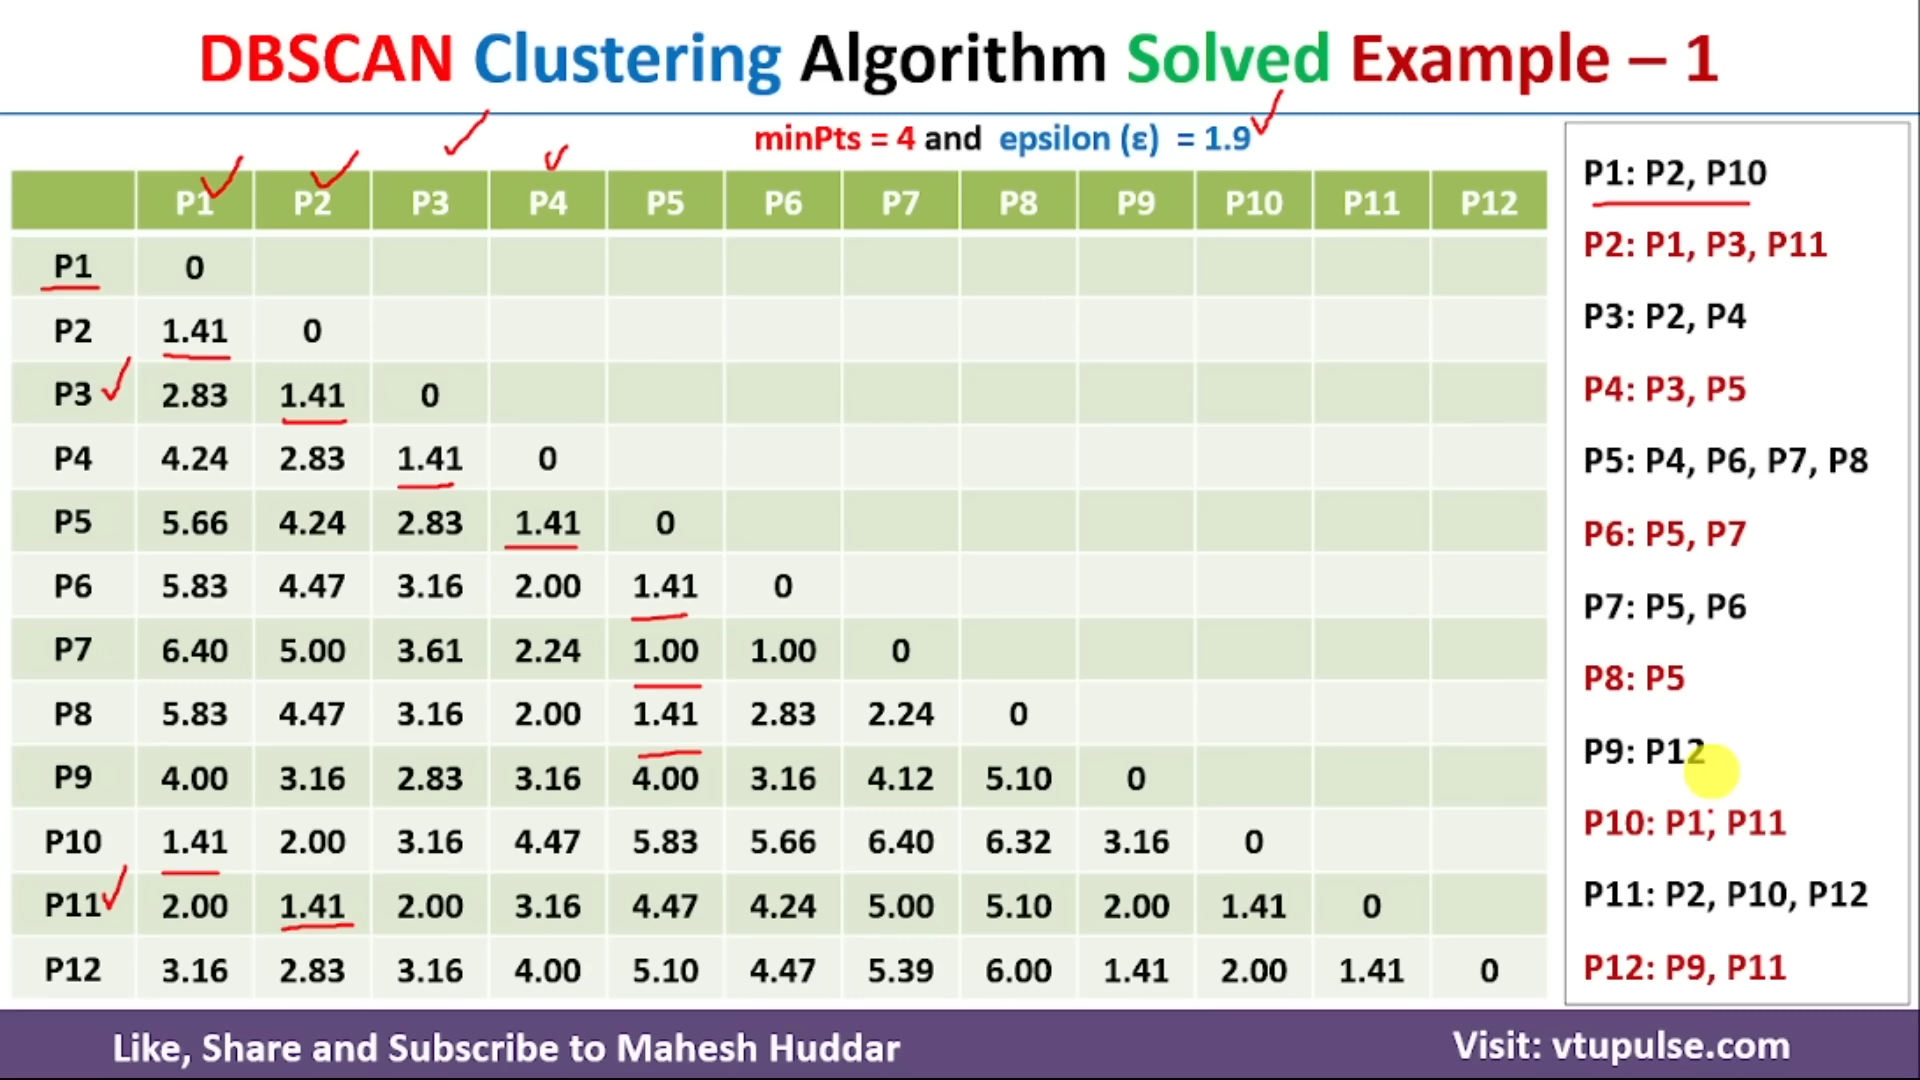 DBSCAN Clustering Algorithm Solved Example – 1
minPts = 4 and epsilon (ε) = 1.9
P1 P2 P3 P4 P5 P6 P7 P8 P9 P10 P11 P12
P1 0
P2 1.41 0
P3 2.83 1.41 0
P4 4.24 2.83 1.41 0
P5 5.66 4.24 2.83 1.41 0
P6 5.83 4.47 3.16 2.00 1.41 0
P7 6.40 5.00 3.61 2.24 1.00 1.00 0
P8 5.83 4.47 3.16 2.00 1.41 2.83 2.24 0
P9 4.00 3.16 2.83 3.16 4.00 3.16 4.12 5.10 0
P10 1.41 2.00 3.16 4.47 5.83 5.66 6.40 6.32 3.16 0
P11 2.00 1.41 2.00 3.16 4.47 4.24 5.00 5.10 2.00 1.41 0
P12 3.16 2.83 3.16 4.00 5.10 4.47 5.39 6.00 1.41 2.00 1.41 0
P1: P2, P10
P2: P1, P3, P11
P3: P2, P4
P4: P3, P5
P5: P4, P6, P7, P8
P6: P5, P7
P7: P5, P6
P8: P5
P9: P12
P10: P1, P11
P11: P2, P10, P12
P12: P9, P11
Like, Share and Subscribe to Mahesh Huddar
Visit: vtupulse.com